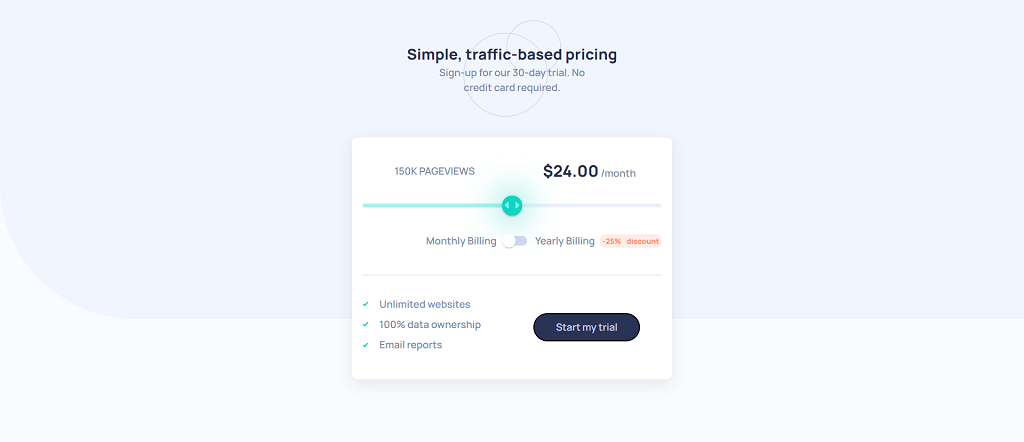 Simple, traffic-based pricing
Sign-up for our 30-day trial. No
credit card required.
150K PAGEVIEWS
$24.00 /month
Monthly Billing
Yearly Billing
-25% discount
Unlimited websites
100% data ownership
Email reports
Start my trial